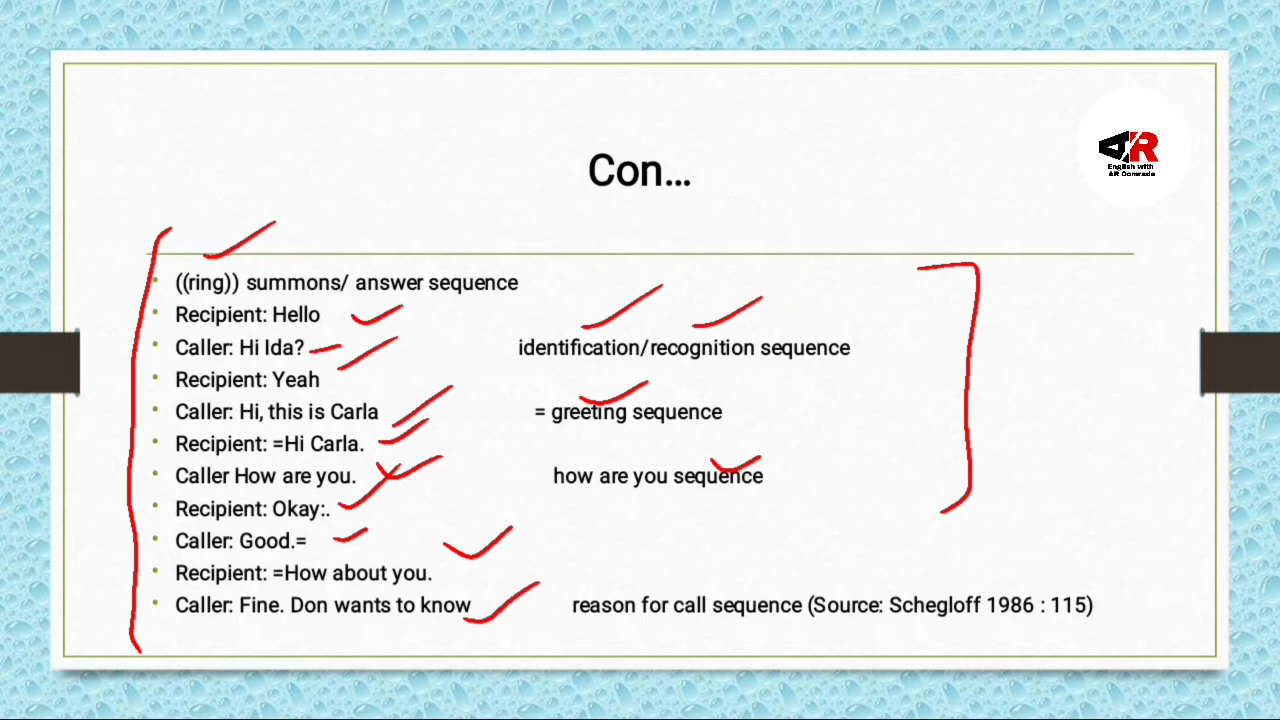 Con...
AR
English with
AR Comrade
((ring)) summons/ answer sequence
Recipient: Hello
Caller: Hi Ida? identification/recognition sequence
Recipient: Yeah
Caller: Hi, this is Carla = greeting sequence
Recipient: =Hi Carla.
Caller How are you. how are you sequence
Recipient: Okay:.
Caller: Good.=
Recipient: =How about you.
Caller: Fine. Don wants to know reason for call sequence (Source: Schegloff 1986 : 115)